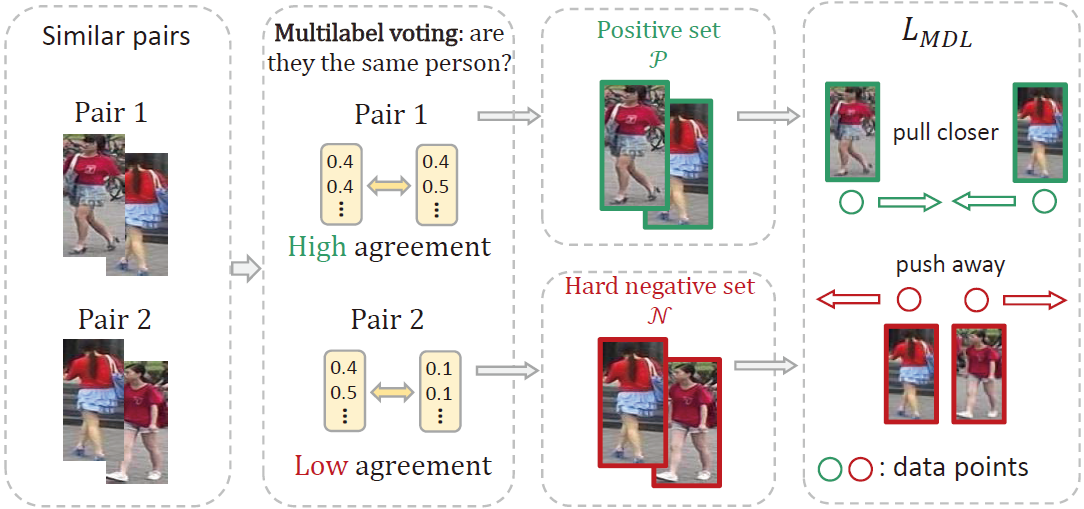 Similar pairs
Pair 1
Pair 2
Multilabel voting: are
they the same person?
Pair 1
0.4
0.4
⋮
0.4
0.5
⋮
High agreement
Pair 2
0.4
0.5
⋮
0.1
0.1
⋮
Low agreement
Positive set
𝒫
Hard negative set
𝒩
L_{MDL}
pull closer
push away
: data points